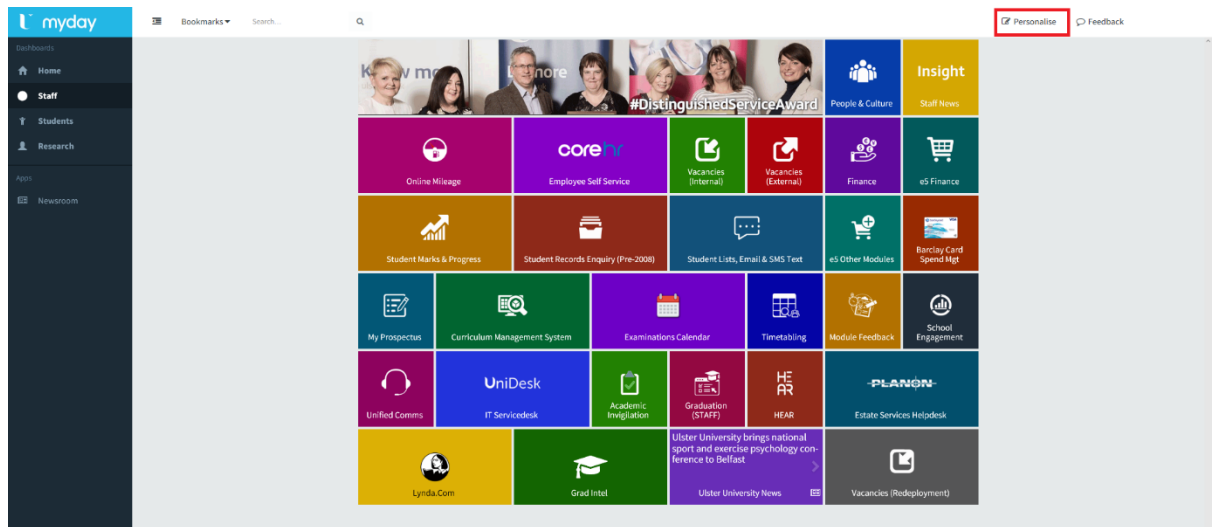 myday
Bookmarks
Search...
Personalise
Feedback
Dashboards
Home
Staff
Students
Research
Apps
Newsroom
#DistinguishedServiceAward
People & Culture
Insight
Staff News
Online Mileage
corehr
Employee Self Service
Vacancies
(Internal)
Vacancies
(External)
Finance
e5 Finance
Student Marks & Progress
Student Records Enquiry (Pre-2008)
Student Lists, Email & SMS Text
e5 Other Modules
Barclay Card
Spend Mgt
My Prospectus
Curriculum Management System
Examinations Calendar
Timetabling
Module Feedback
School
Engagement
Unified Comms
UniDesk
IT Servicedesk
Academic
Invigilation
Graduation
(STAFF)
HE
AR
HEAR
PLANON
Estate Services Helpdesk
Lynda.Com
Grad Intel
Ulster University brings national
sport and exercise psychology con-
ference to Belfast
Ulster University News
Vacancies (Redeployment)